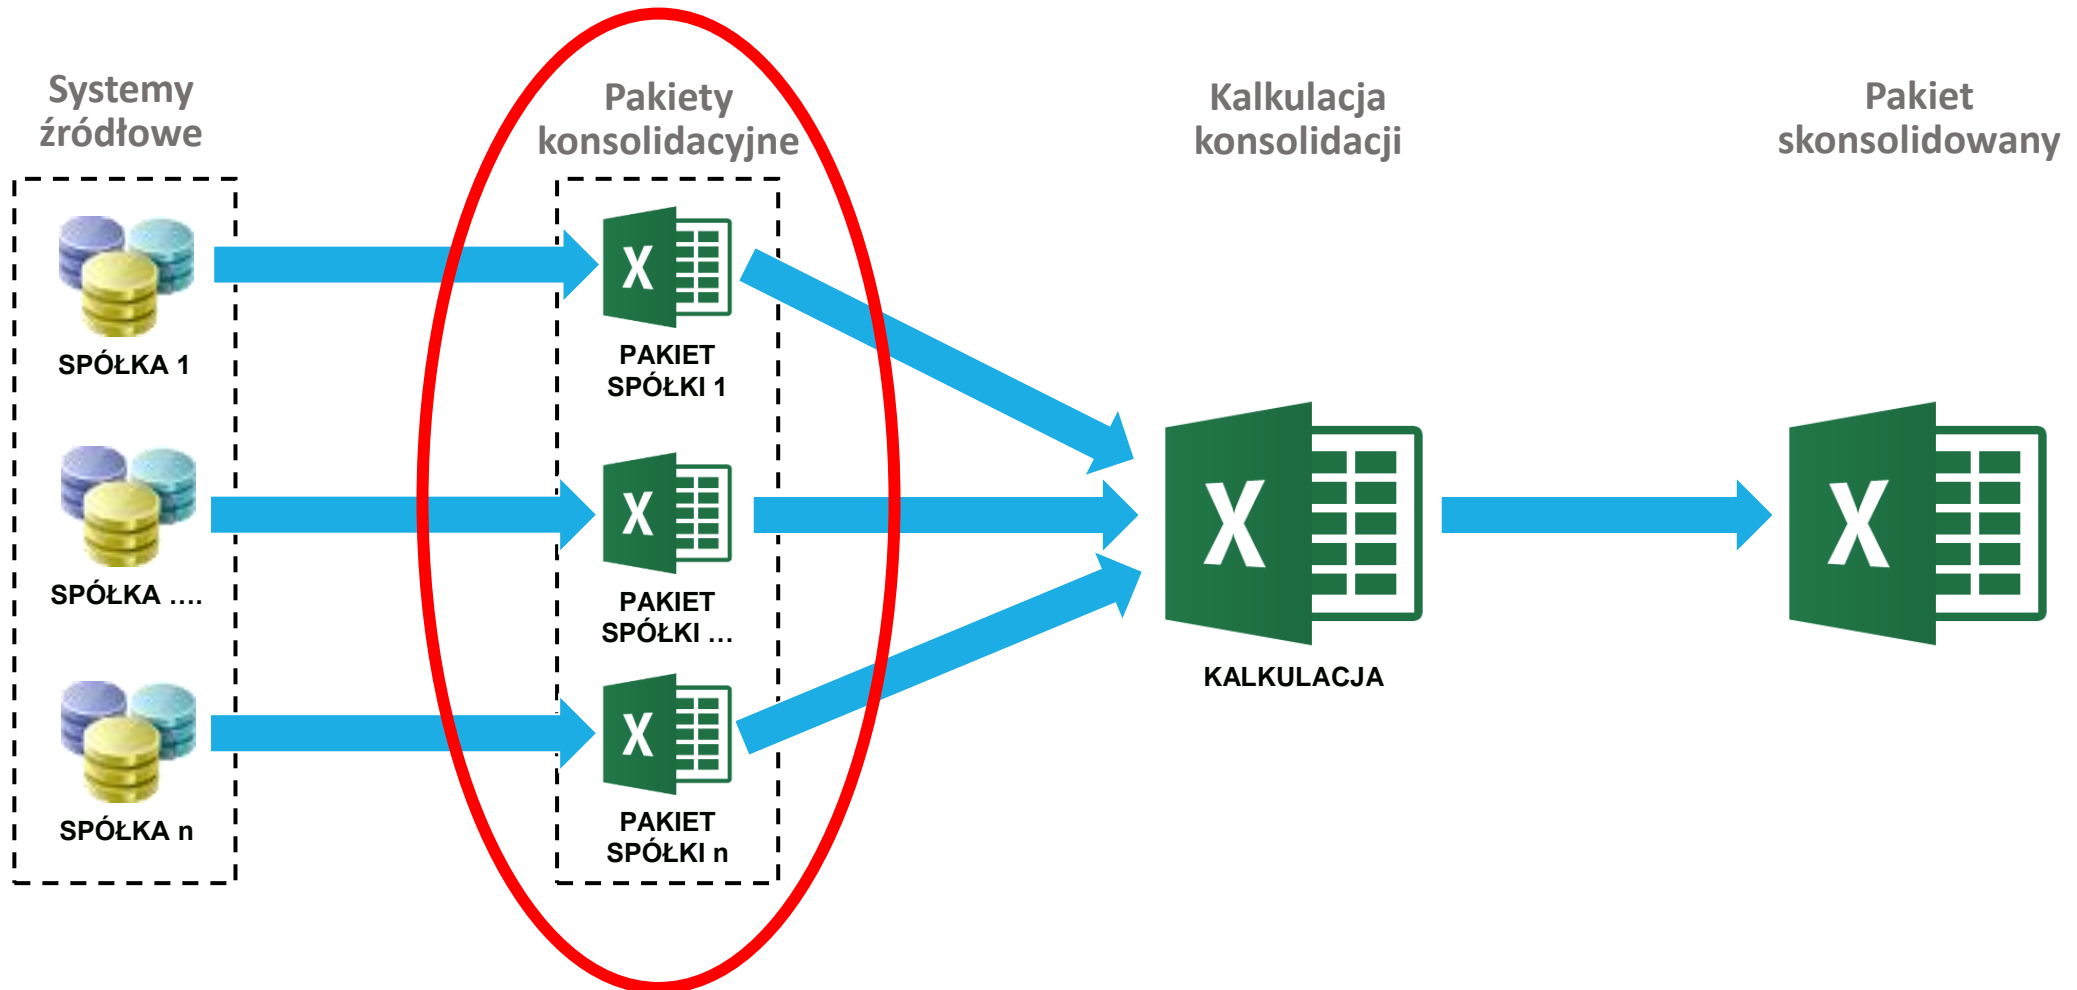 Systemy
źródłowe
Pakiety
konsolidacyjne
Kalkulacja
konsolidacji
Pakiet
skonsolidowany
SPÓŁKA 1
SPÓŁKA ....
SPÓŁKA n
X
PAKIET
SPÓŁKI 1
X
PAKIET
SPÓŁKI ...
X
PAKIET
SPÓŁKI n
X
KALKULACJA
X